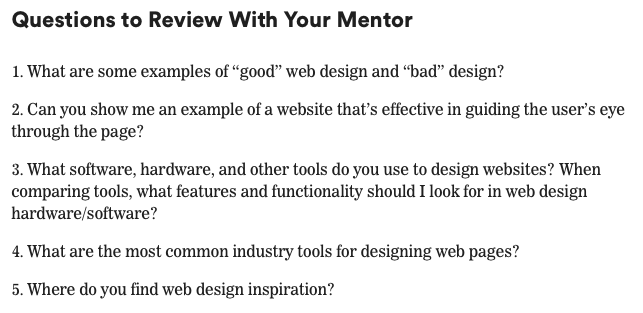 Questions to Review With Your Mentor
1. What are some examples of “good” web design and “bad” design?
2. Can you show me an example of a website that’s effective in guiding the user’s eye
through the page?
3. What software, hardware, and other tools do you use to design websites? When
comparing tools, what features and functionality should I look for in web design
hardware/software?
4. What are the most common industry tools for designing web pages?
5. Where do you find web design inspiration?